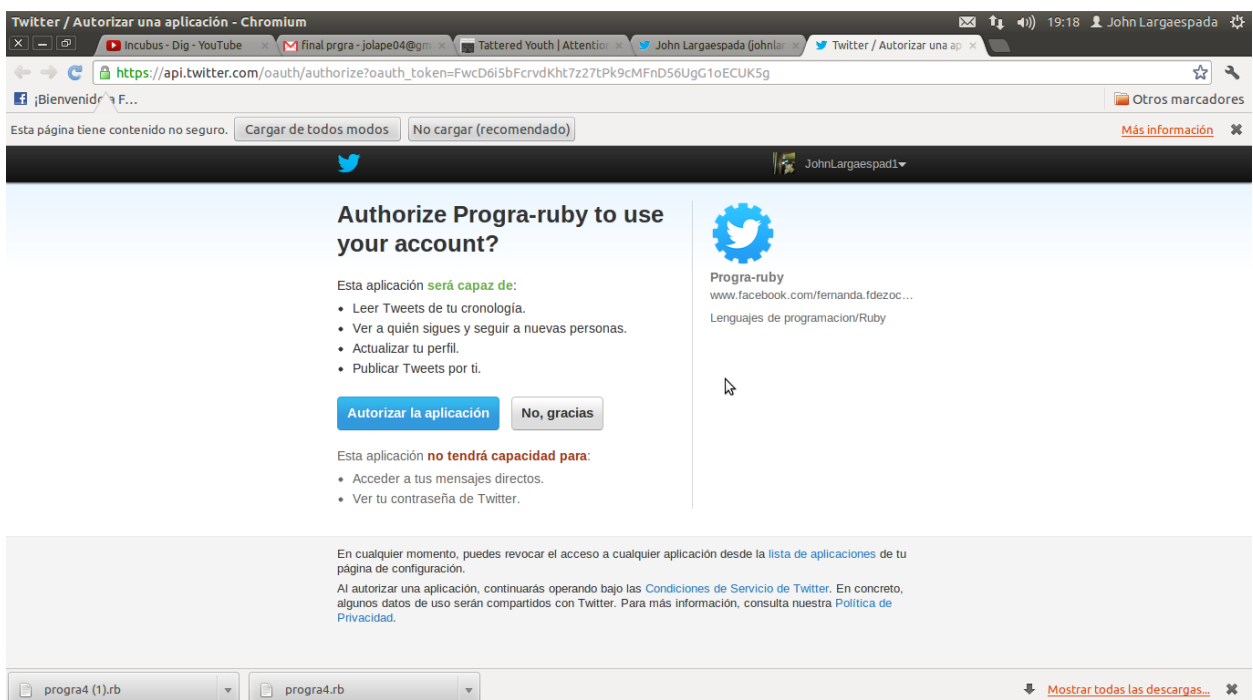 Twitter / Autorizar una aplicación - Chromium
19:18 John Largaespada
Incubus - Dig - YouTube
final prgra - jolape04@gm
Tattered Youth | Attention
John Largaespada (johnlar
Twitter / Autorizar una ap
https://api.twitter.com/oauth/authorize?oauth_token=FwcD6i5bFcrvdKht7z27tPk9cMFnD56UgG1oECUK5g
¡Bienvenido a F...
Otros marcadores
Esta página tiene contenido no seguro. Cargar de todos modos No cargar (recomendado) Más información
JohnLargaespad1
Authorize Progra-ruby to use
your account?
Esta aplicación será capaz de:
• Leer Tweets de tu cronología.
• Ver a quién sigues y seguir a nuevas personas.
• Actualizar tu perfil.
• Publicar Tweets por ti.
Autorizar la aplicación No, gracias
Esta aplicación no tendrá capacidad para:
• Acceder a tus mensajes directos.
• Ver tu contraseña de Twitter.
Progra-ruby
www.facebook.com/fernanda.fdezoc...
Lenguajes de programacion/Ruby
En cualquier momento, puedes revocar el acceso a cualquier aplicación desde la lista de aplicaciones de tu
página de configuración.
Al autorizar una aplicación, continuarás operando bajo las Condiciones de Servicio de Twitter. En concreto,
algunos datos de uso serán compartidos con Twitter. Para más información, consulta nuestra Política de
Privacidad.
progra4 (1).rb
progra4.rb
Mostrar todas las descargas...